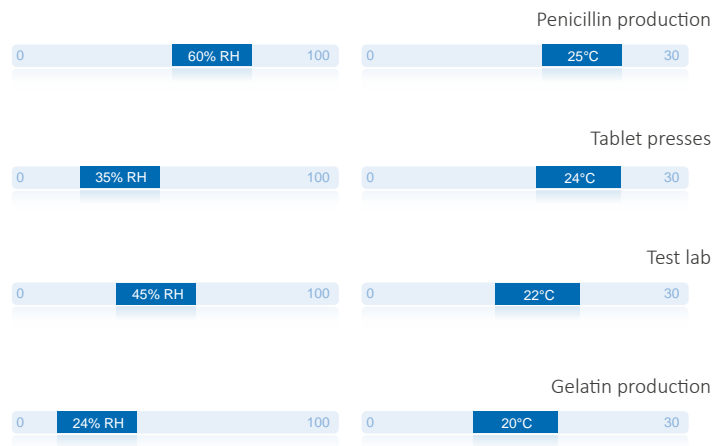 Penicillin production
0 60% RH 100 0 25°C 30
Tablet presses
0 35% RH 100 0 24°C 30
Test lab
0 45% RH 100 0 22°C 30
Gelatin production
0 24% RH 100 0 20°C 30